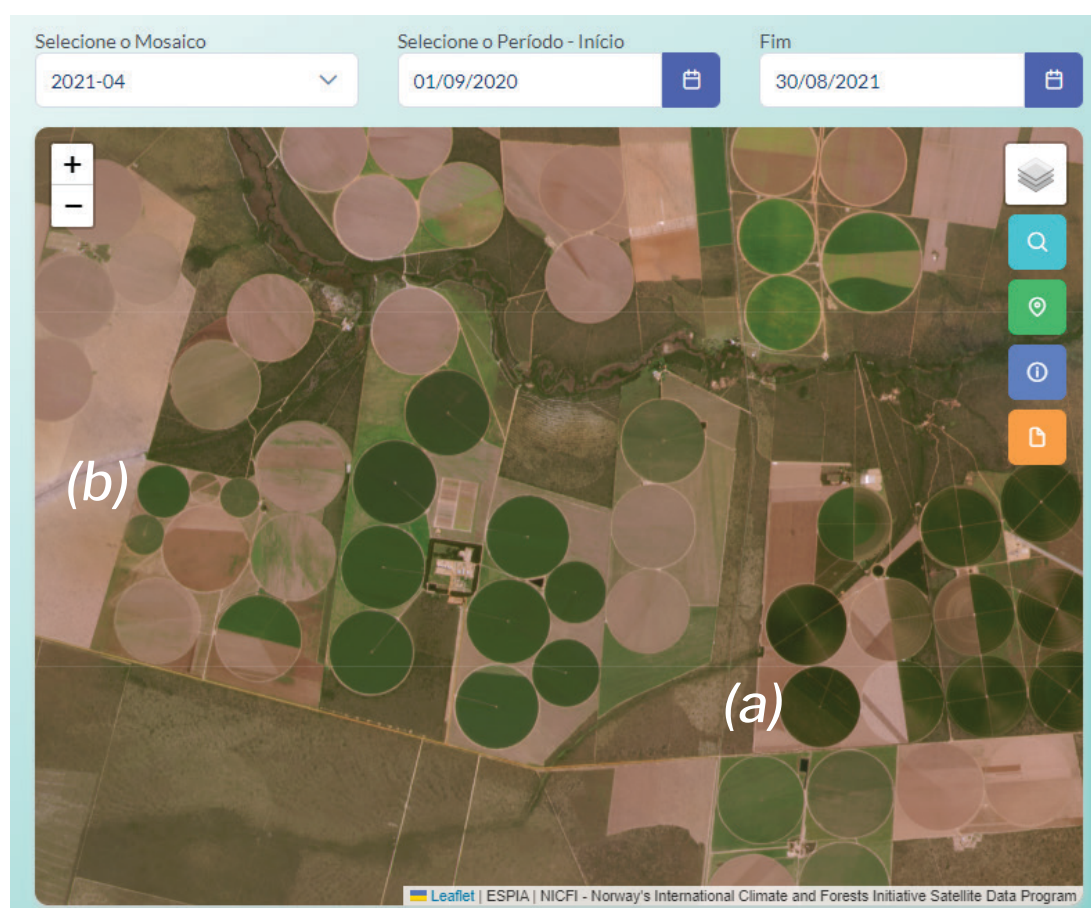 Selecione o Mosaico
Selecione o Período - Início
Fim
2021-04
01/09/2020
30/08/2021
+
−
(b)
(a)
Leaflet | ESPIA | NICFI - Norway's International Climate and Forests Initiative Satellite Data Program